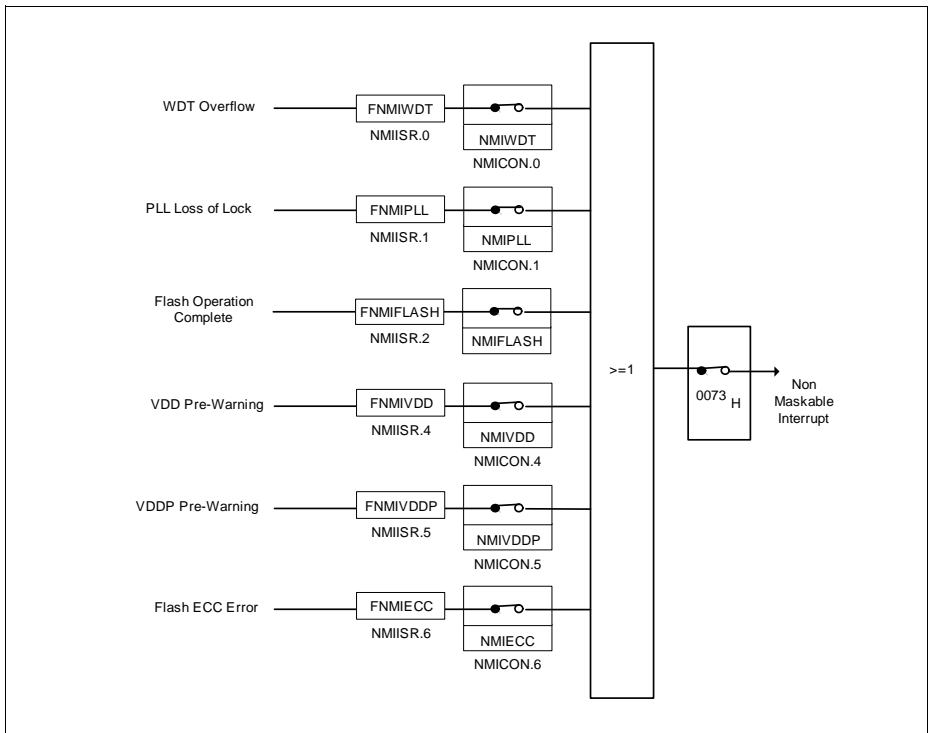 WDT Overflow
FNMIWDT
NMIISR.0
NMIWDT
NMICON.0
PLL Loss of Lock
FNMIPLL
NMIISR.1
NMIPLL
NMICON.1
Flash Operation
Complete
FNMIFLASH
NMIISR.2
NMIFLASH
VDD Pre-Warning
FNMIVDD
NMIISR.4
NMIVDD
NMICON.4
VDDP Pre-Warning
FNMIVDDP
NMIISR.5
NMIVDDP
NMICON.5
Flash ECC Error
FNMIECC
NMIISR.6
NMIECC
NMICON.6
>=1
0073 H
Non
Maskable
Interrupt